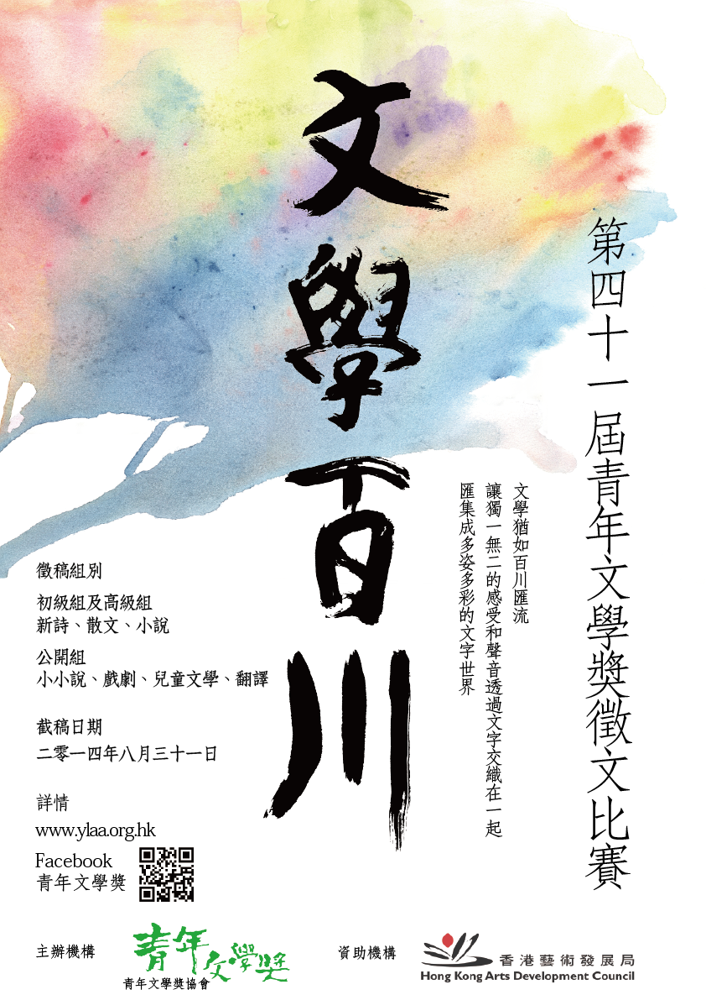 文學百川
第四十一屆青年文學獎徵文比賽
文學猶如百川匯流
讓獨一無二的感受和聲音透過文字交織在一起
匯集成多姿多彩的文字世界
徵稿組別
初級組及高級組
新詩、散文、小說
公開組
小小說、戲劇、兒童文學、翻譯
截稿日期
二零一四年八月三十一日
詳情
www.ylaa.org.hk
Facebook
青年文學獎
主辦機構
青年文學獎
青年文學獎協會
資助機構
香港藝術發展局
Hong Kong Arts Development Council